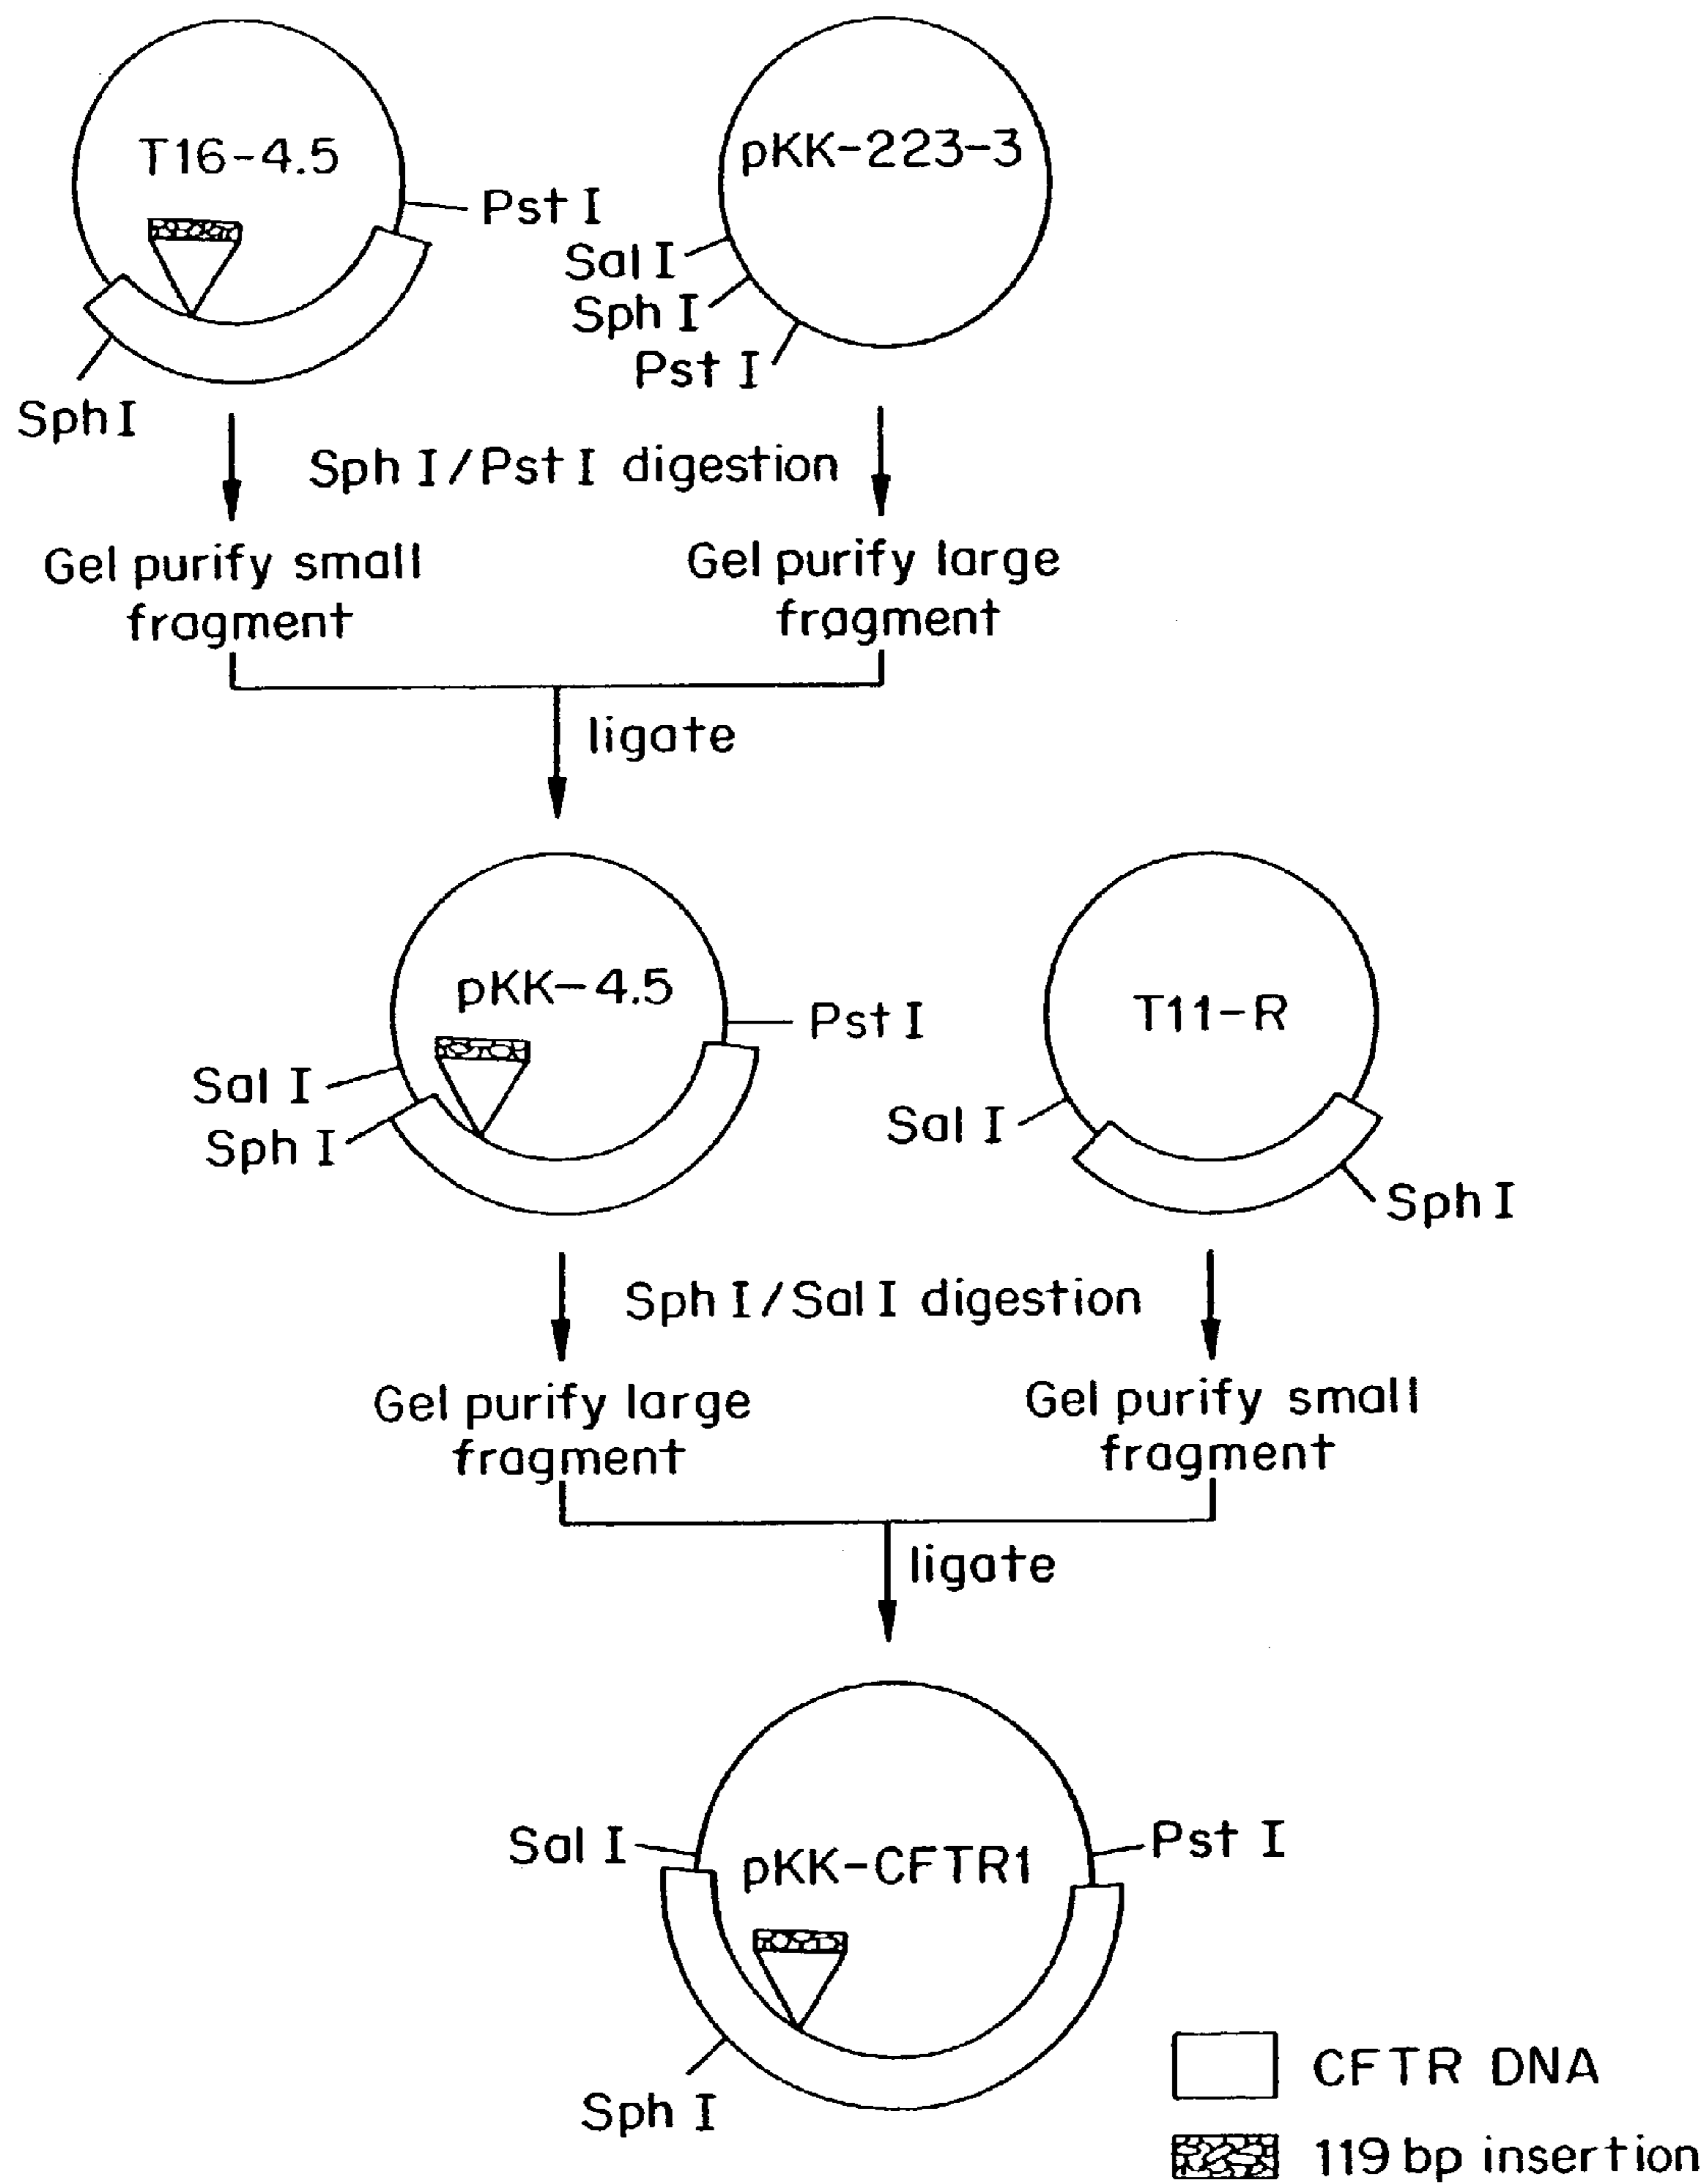 T16-4.5
pKK-223-3
Pst I
Sal I
Sph I
Pst I
Sph I
Sph I/Pst I digestion
Gel purify small
fragment
Gel purify large
fragment
ligate
pKK-4.5
T11-R
Pst I
Sal I
Sph I
Sal I
Sph I
Sph I/Sal I digestion
Gel purify large
fragment
Gel purify small
fragment
ligate
Sal I
pKK-CFTR1
Pst I
Sph I
CFTR DNA
119 bp insertion